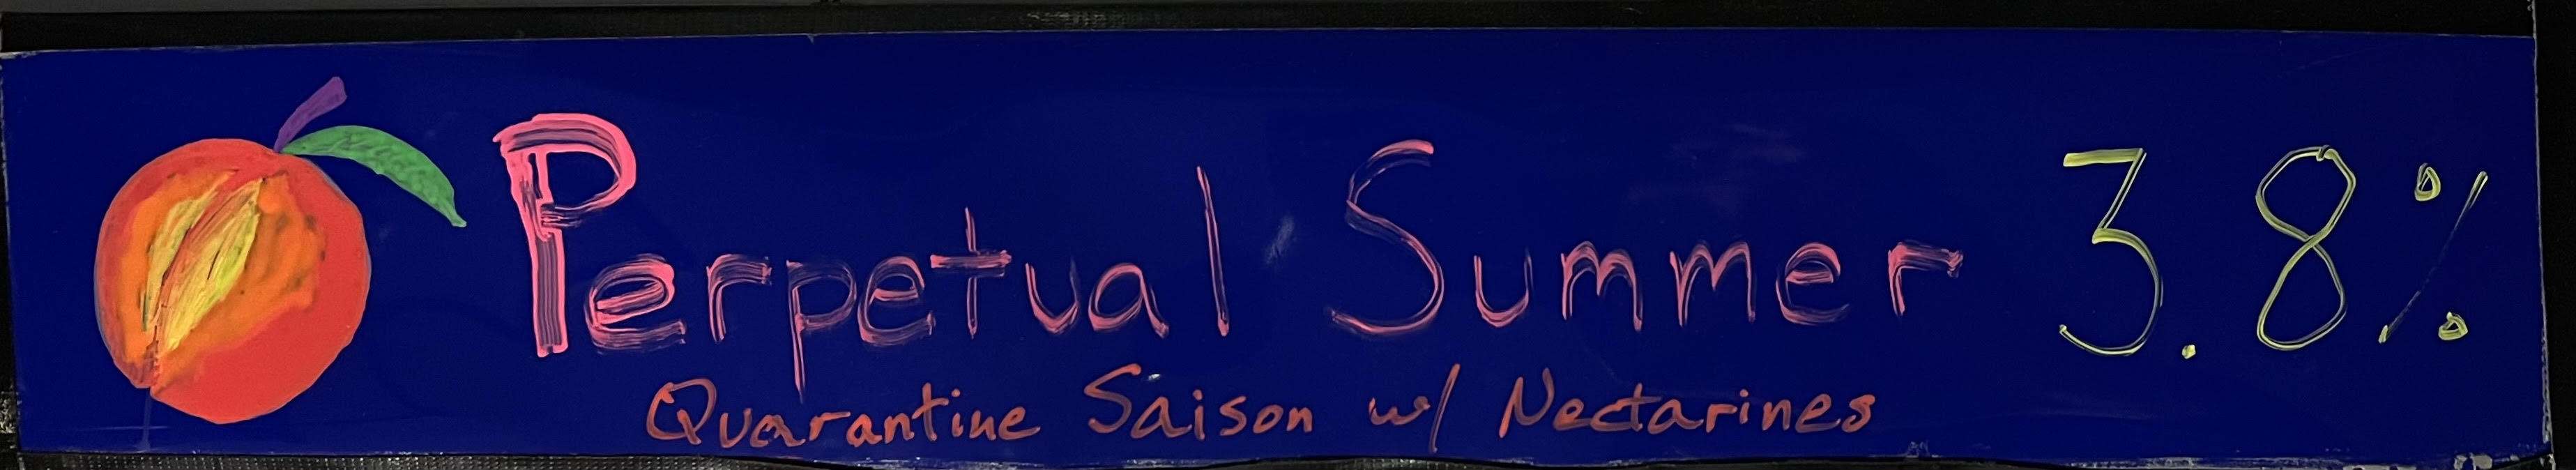 Perpetual Summer 3.8%
Quarantine Saison w/ Nectarines